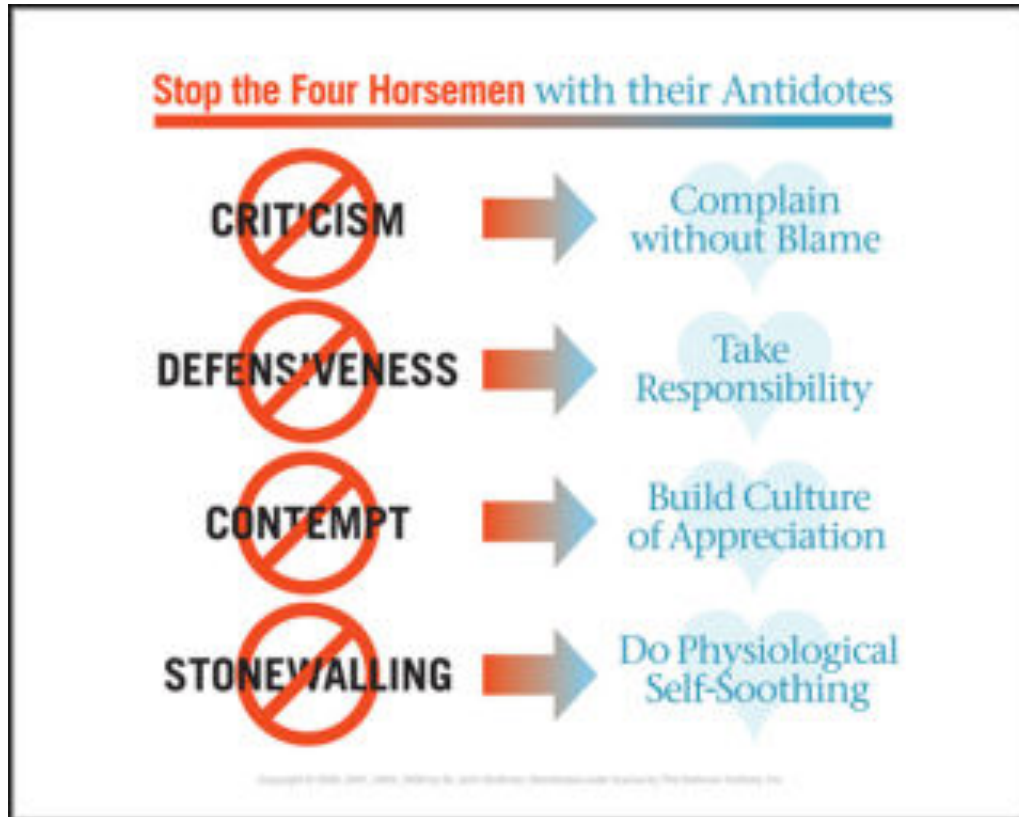 Stop the Four Horsemen with their Antidotes
CRITICISM
Complain
without Blame
DEFENSIVENESS
Take
Responsibility
CONTEMPT
Build Culture
of Appreciation
STONEWALLING
Do Physiological
Self-Soothing